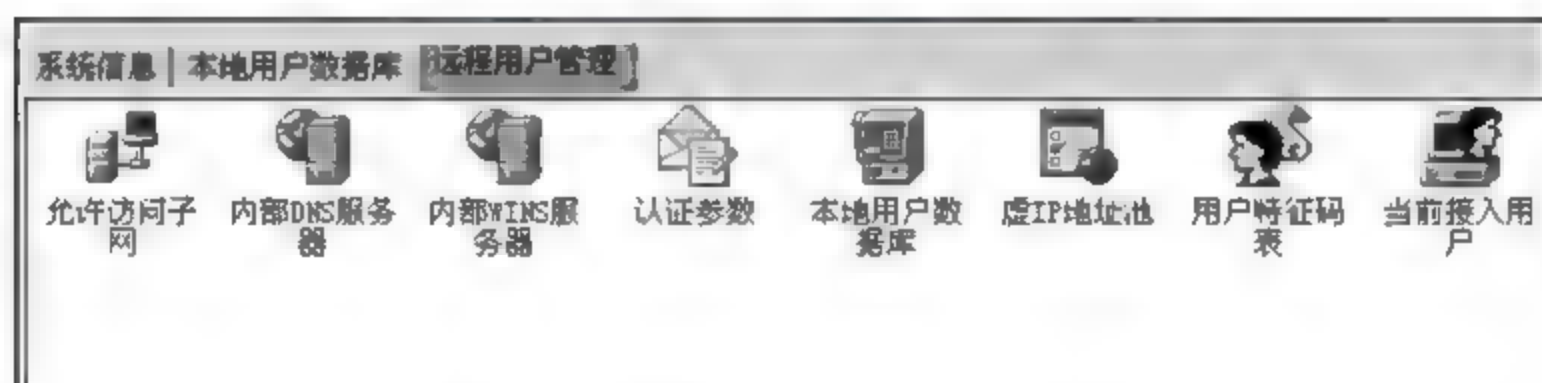 系统信息 | 本地用户数据库 [远程用户管理]
允许访问子网
内部DNS服务器
内部WINS服务器
认证参数
本地用户数据库
虚IP地址池
用户特征码表
当前接入用户